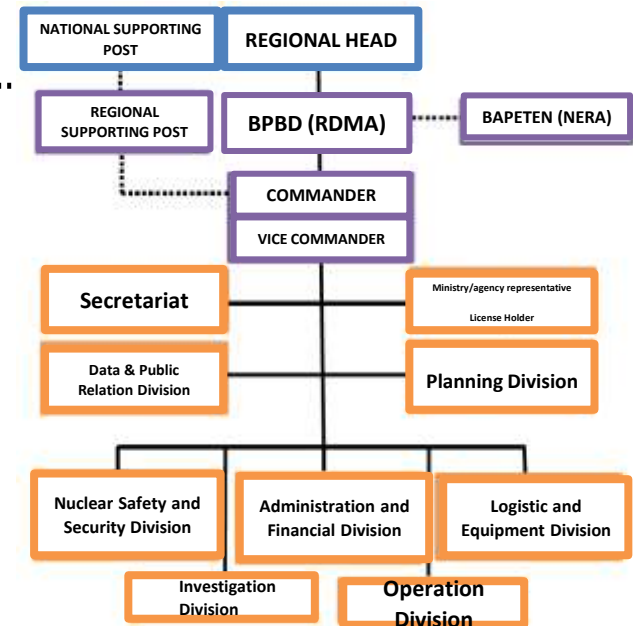 NATIONAL SUPPORTING
POST
REGIONAL HEAD
..
REGIONAL
SUPPORTING POST
BPBD (RDMA)
BAPETEN (NERA)
COMMANDER
VICE COMMANDER
Secretariat
Ministry/agency representative
License Holder
Data & Public
Relation Division
Planning Division
Nuclear Safety and
Security Division
Administration and
Financial Division
Logistic and
Equipment Division
Investigation
Division
Operation
Division